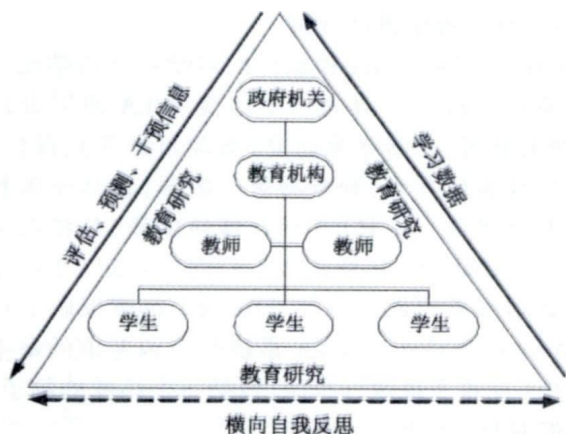 政府机关
评估、预测、干预信息
学习数据
教育机构
教育研究
教育研究
教师
教师
学生
学生
学生
教育研究
横向自我反思